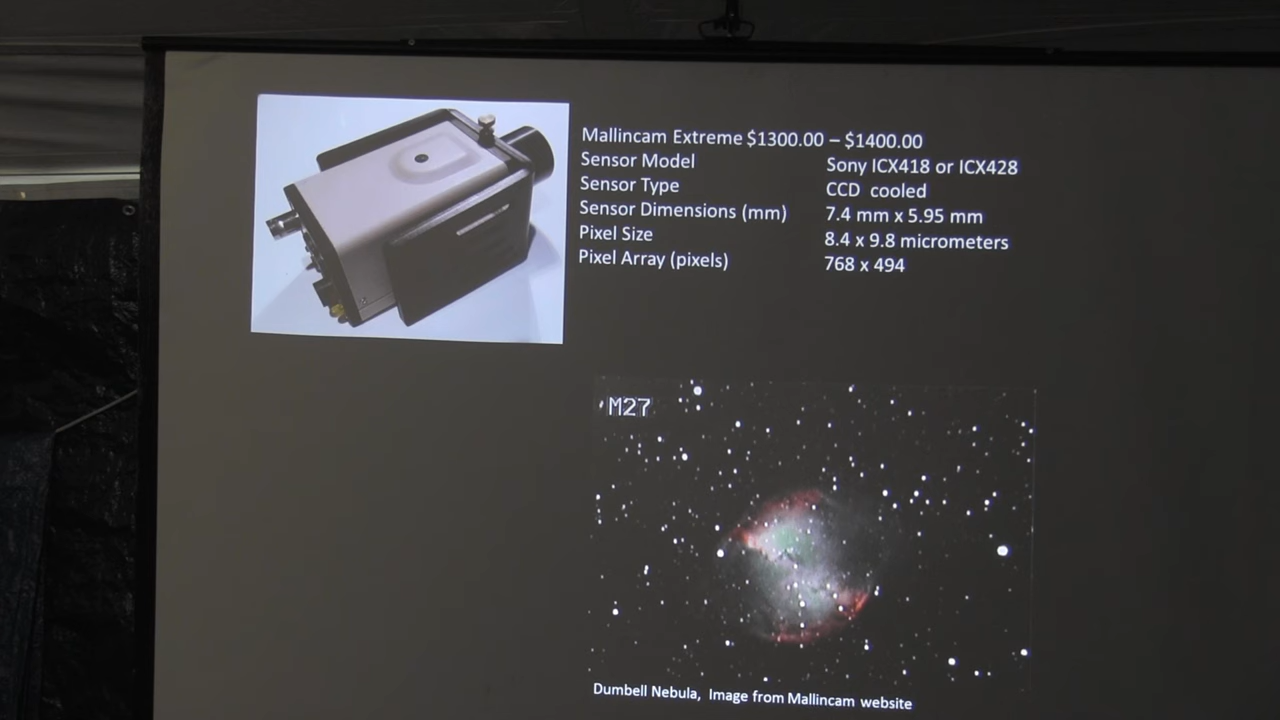 Mallincam Extreme $1300.00 – $1400.00
Sensor Model Sony ICX418 or ICX428
Sensor Type CCD cooled
Sensor Dimensions (mm) 7.4 mm x 5.95 mm
Pixel Size 8.4 x 9.8 micrometers
Pixel Array (pixels) 768 x 494
M27
Dumbell Nebula, Image from Mallincam website